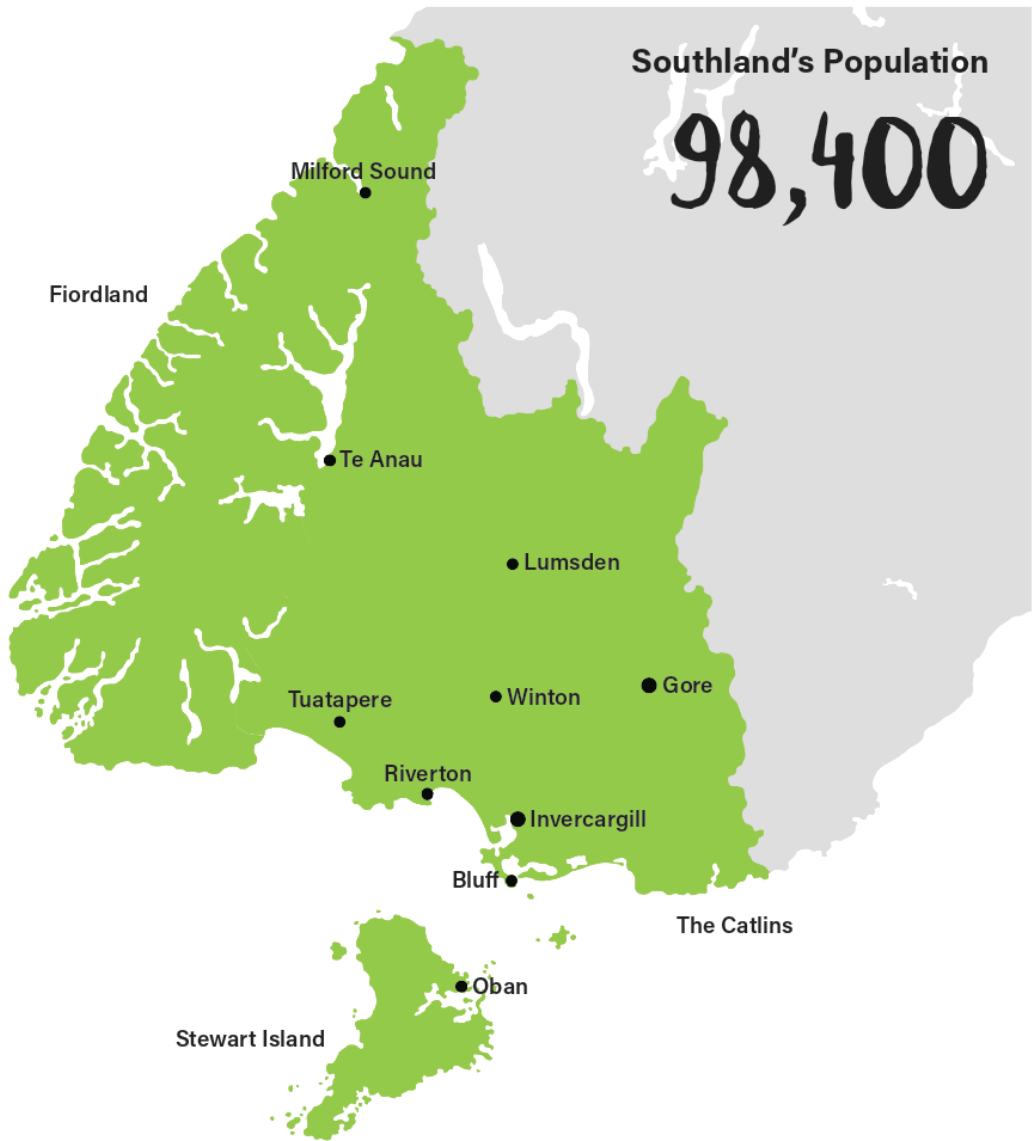 Southland’s Population
98,400
Milford Sound
Fiordland
Te Anau
Lumsden
Gore
Winton
Tuatapere
Riverton
Invercargill
Bluff
The Catlins
Oban
Stewart Island